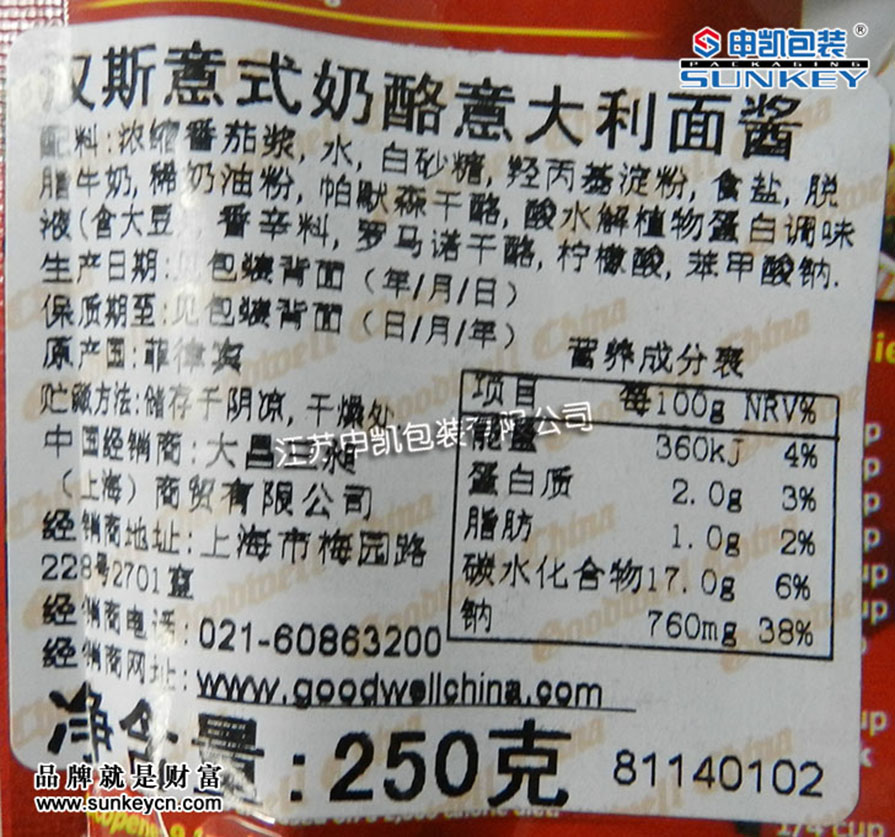 申凯包装®
PACKAGING
SUNKEY
汉斯意式奶酪意大利面酱
配料:浓缩番茄浆,水,白砂糖,羟丙基淀粉,食盐,脱
脂牛奶,稀奶油粉,帕默森干酪,酸水解植物蛋白调味
液(含大豆),香辛料,罗马诺干酪,柠檬酸,苯甲酸钠.
生产日期:见包装背面(年/月/日)
保质期至:见包装背面(日/月/年)
原产国:菲律宾
贮藏方法:储存于阴凉,干燥处.
中国经销商:大昌三昶
(上海)商贸有限公司
经销商地址:上海市梅园路
228号2701室
经销商电话:021-60863200
经销商网址:www.goodwellchina.com
营养成分表
项目 每100g NRV%
能量 360kJ 4%
蛋白质 2.0g 3%
脂肪 1.0g 2%
碳水化合物17.0g 6%
钠 760mg 38%
江苏申凯包装有限公司
净含量:250克
81140102
品牌就是财富
www.sunkeycn.com